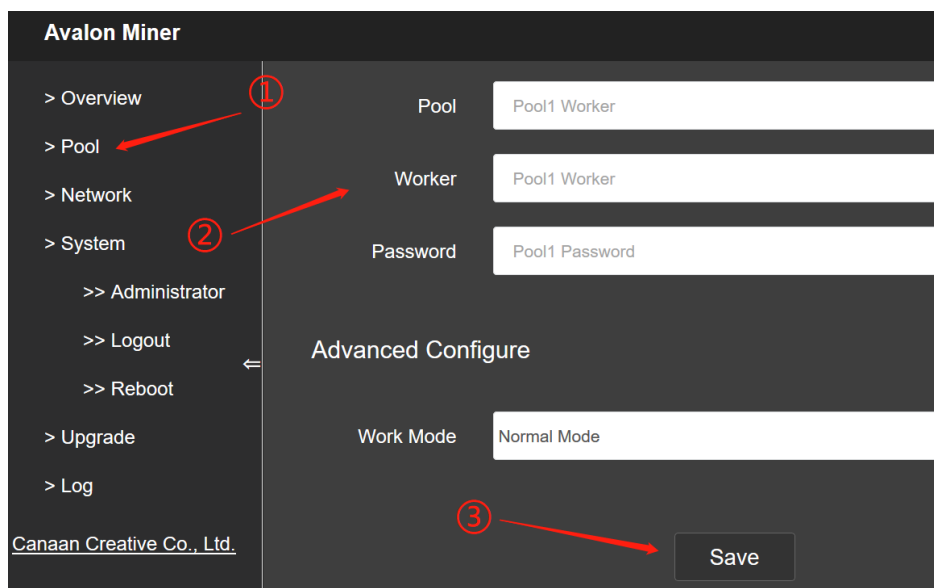 Avalon Miner
> Overview
①
> Pool
> Network
②
> System
>> Administrator
>> Logout
⇐
>> Reboot
> Upgrade
> Log
Canaan Creative Co., Ltd.
Pool
Pool1 Worker
Worker
Pool1 Worker
Password
Pool1 Password
Advanced Configure
Work Mode
Normal Mode
③
Save